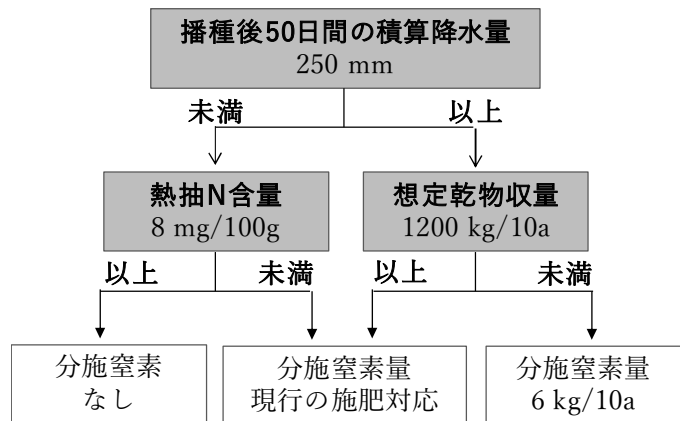 播種後50日間の積算降水量
250 mm
未満
以上
熱抽N含量
8 mg/100g
想定乾物収量
1200 kg/10a
以上
未満
以上
未満
分施窒素
なし
分施窒素量
現行の施肥対応
分施窒素量
6 kg/10a